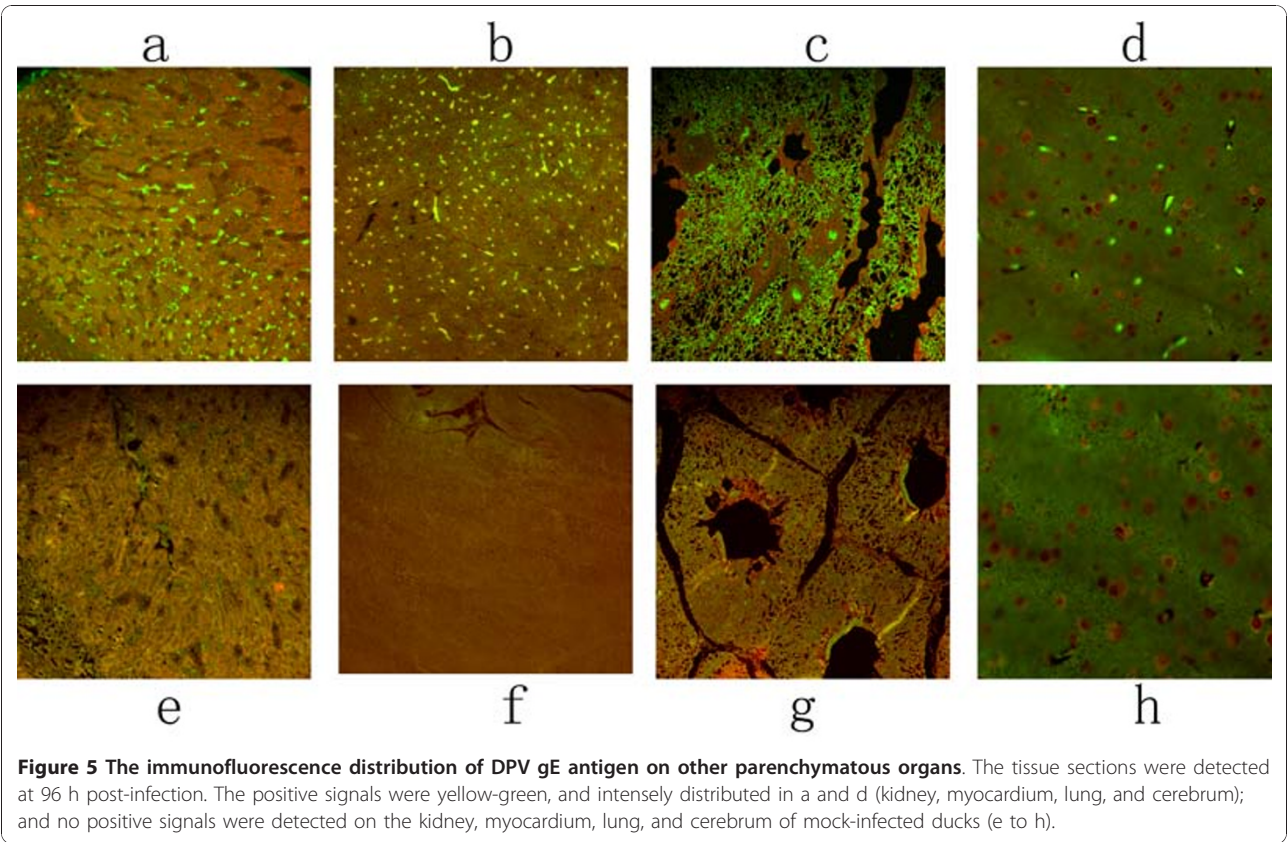 a b c d
e f g h
Figure 5 The immunofluorescence distribution of DPV gE antigen on other parenchymatous organs. The tissue sections were detected
at 96 h post-infection. The positive signals were yellow-green, and intensely distributed in a and d (kidney, myocardium, lung, and cerebrum);
and no positive signals were detected on the kidney, myocardium, lung, and cerebrum of mock-infected ducks (e to h).